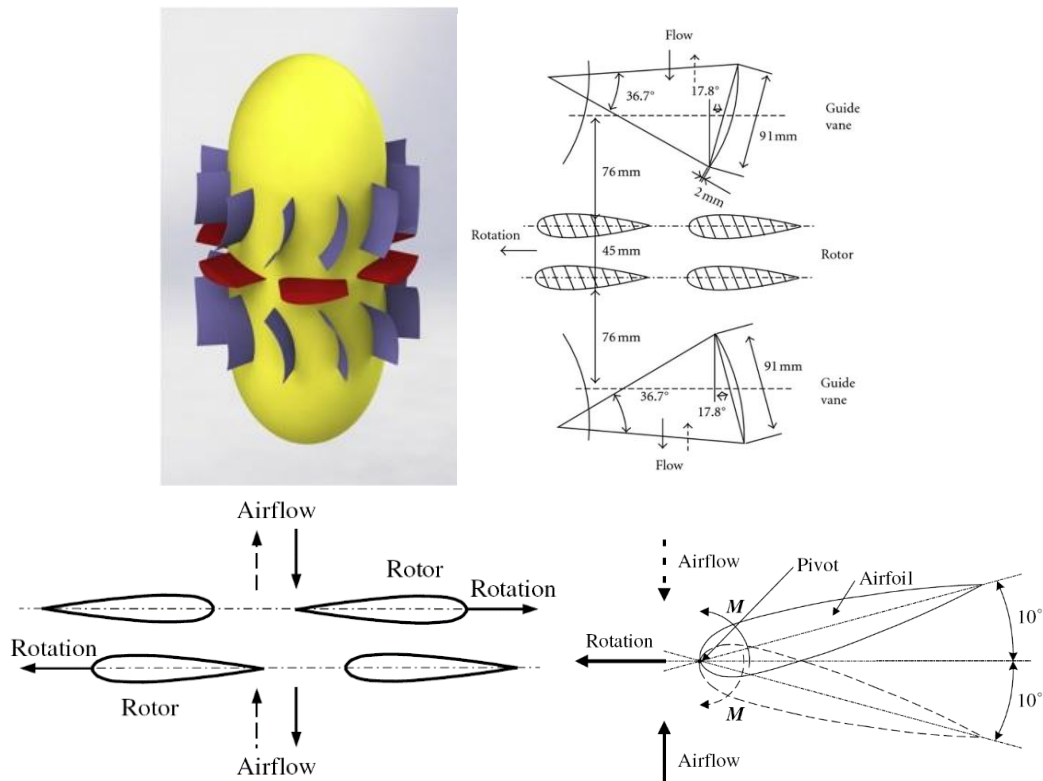 Flow
36.7°
17.8°
Guide
vane
91 mm
76 mm
2 mm
Rotation
45 mm
Rotor
76 mm
91 mm
Guide
vane
36.7°
17.8°
Flow
Airflow
Rotor
Rotation
Rotation
Rotor
Airflow
Airflow
Pivot
Airfoil
M
10°
Rotation
10°
M
Airflow